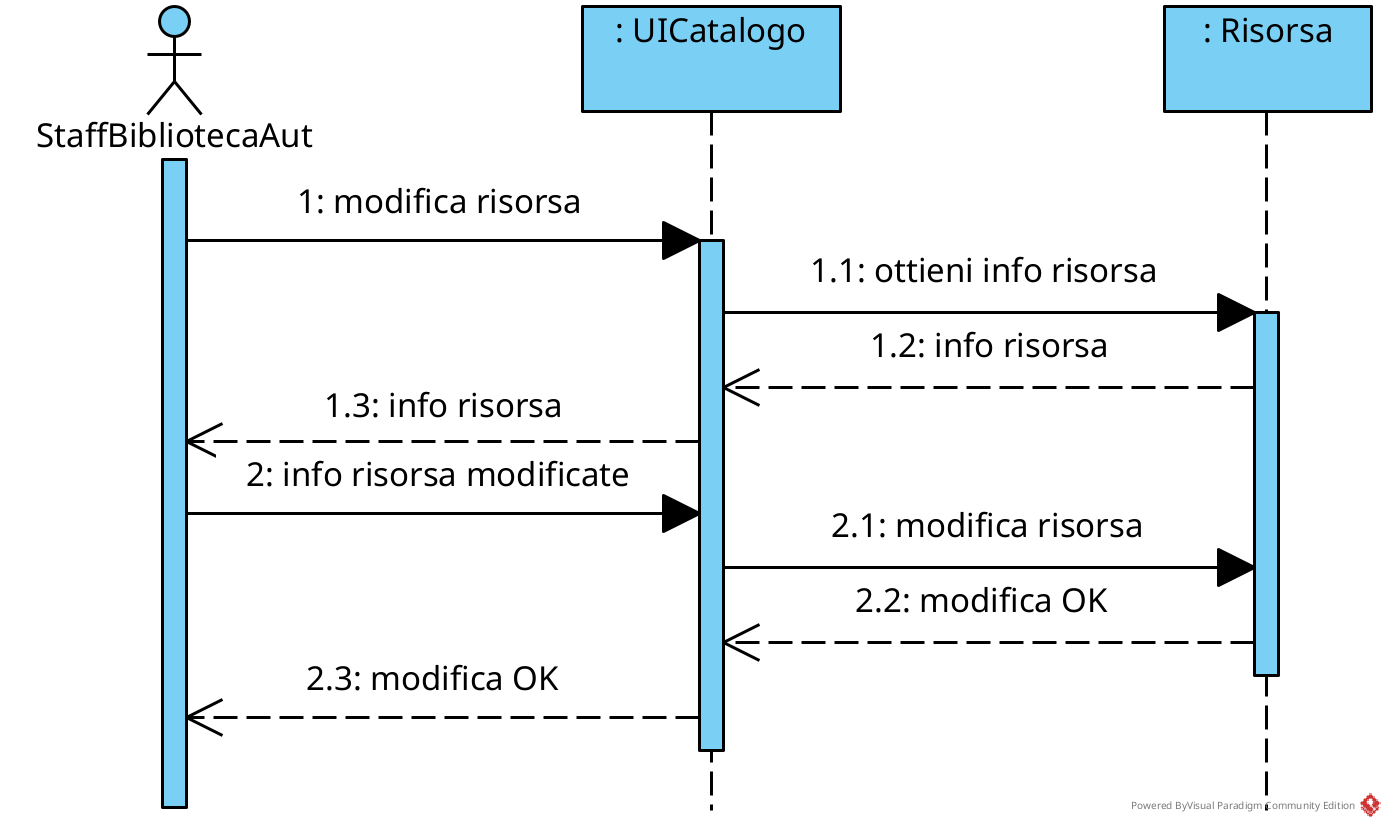 : UICatalogo
: Risorsa
StaffBibliotecaAut
1: modifica risorsa
1.1: ottieni info risorsa
1.2: info risorsa
1.3: info risorsa
2: info risorsa modificate
2.1: modifica risorsa
2.2: modifica OK
2.3: modifica OK
Powered ByVisual Paradigm Community Edition